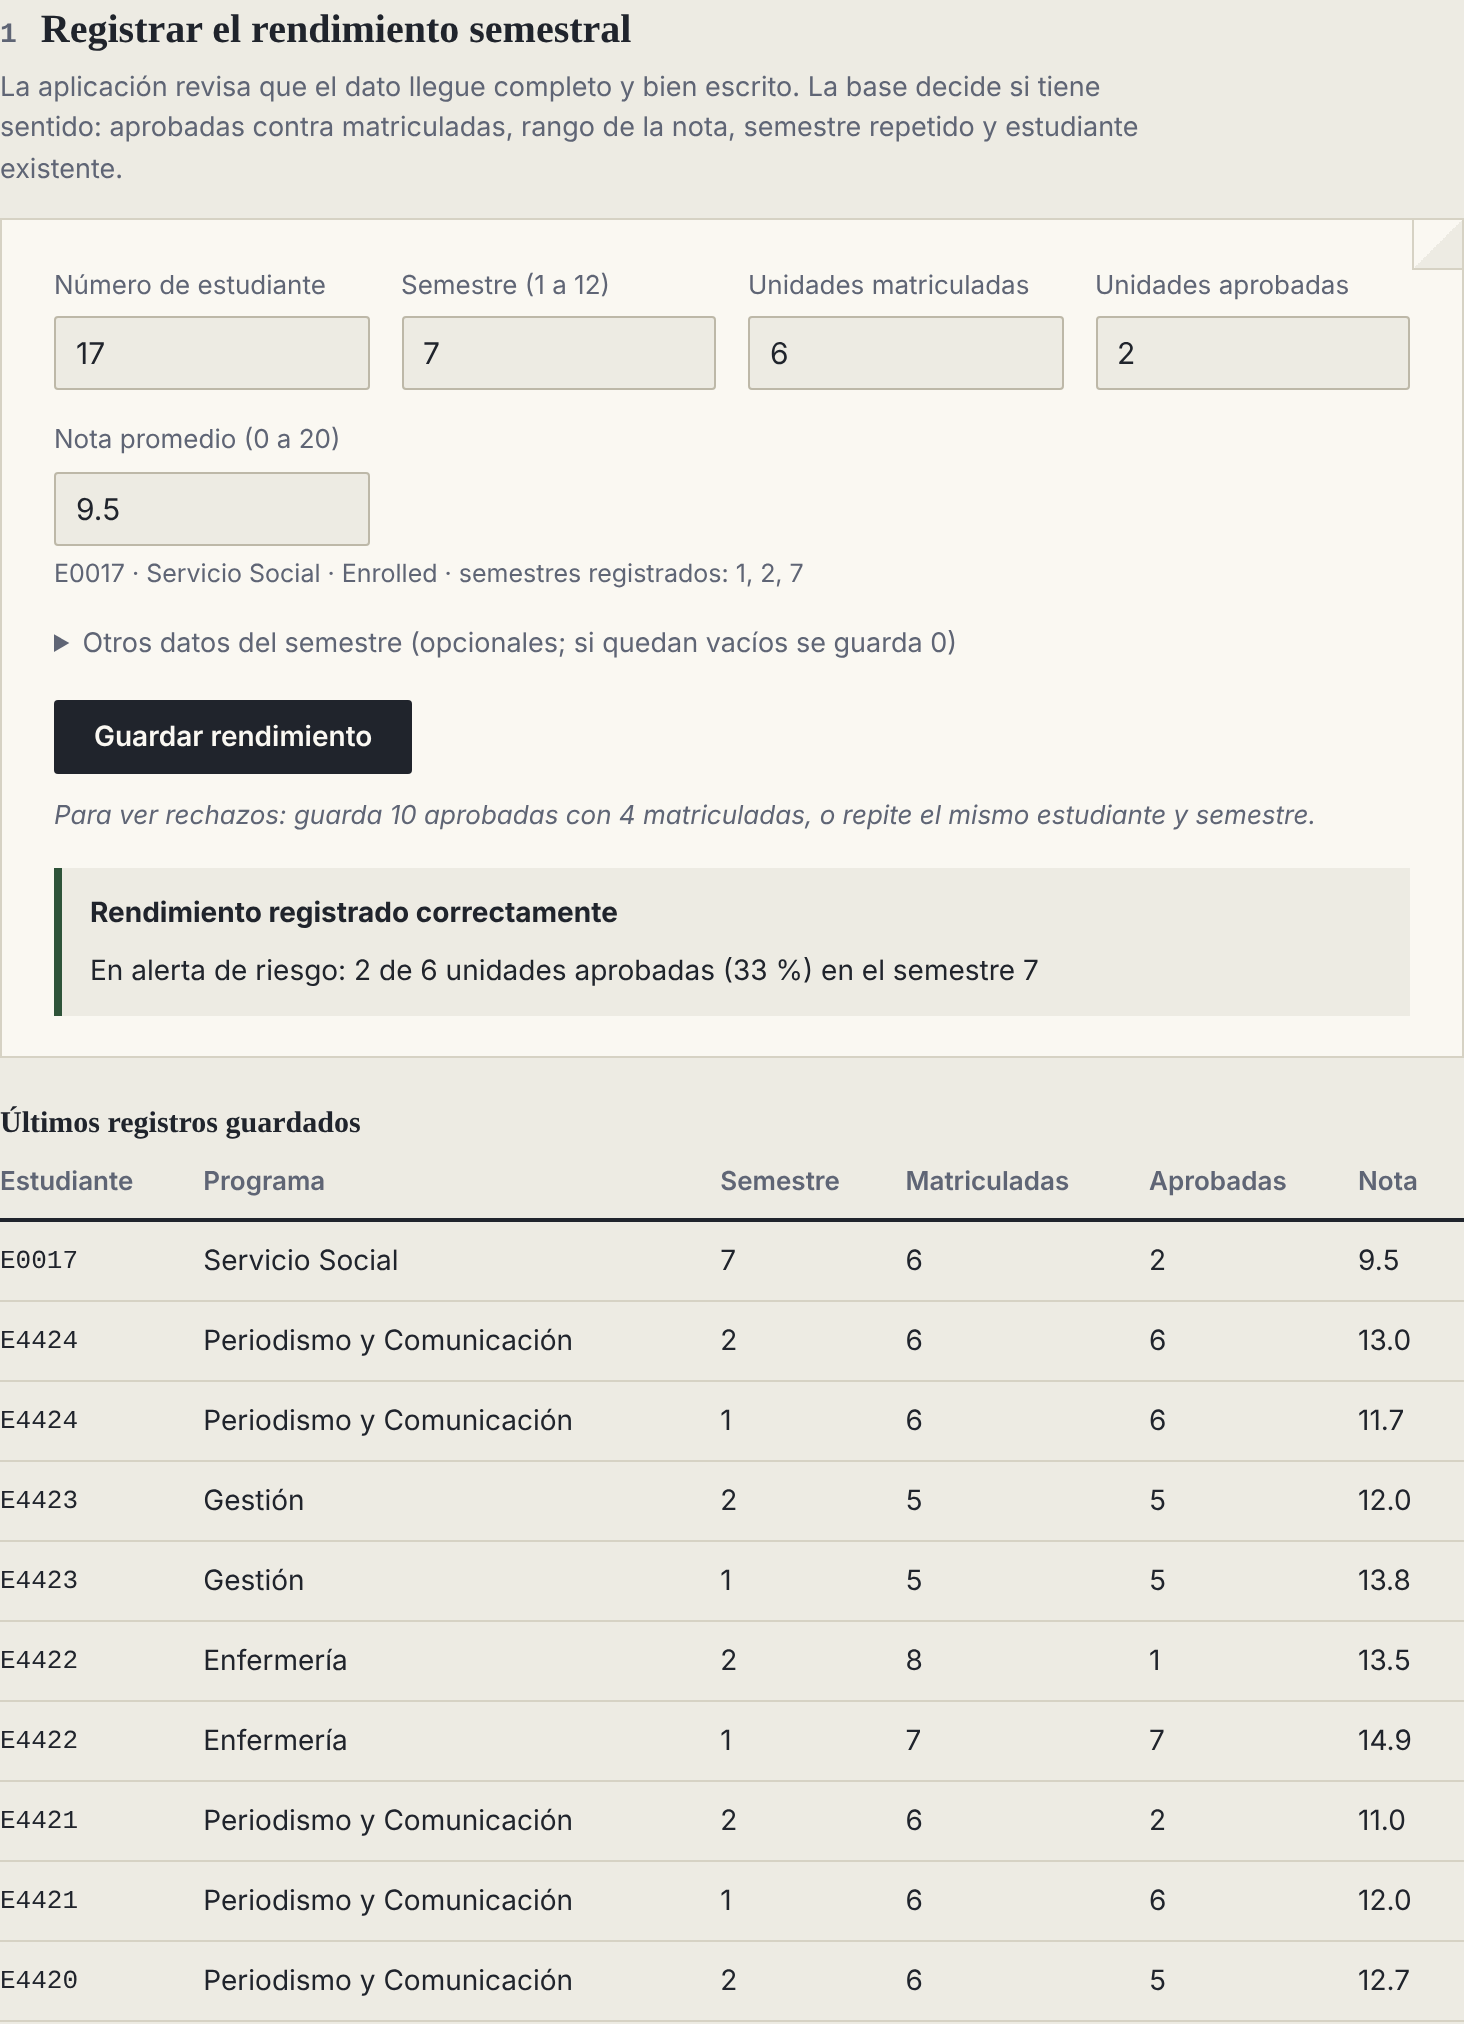 1 Registrar el rendimiento semestral
La aplicación revisa que el dato llegue completo y bien escrito. La base decide si tiene
sentido: aprobadas contra matriculadas, rango de la nota, semestre repetido y estudiante
existente.
Número de estudiante Semestre (1 a 12) Unidades matriculadas Unidades aprobadas
17 7 6 2
Nota promedio (0 a 20)
9.5
E0017 · Servicio Social · Enrolled · semestres registrados: 1, 2, 7
▶ Otros datos del semestre (opcionales; si quedan vacíos se guarda 0)
Guardar rendimiento
Para ver rechazos: guarda 10 aprobadas con 4 matriculadas, o repite el mismo estudiante y semestre.
Rendimiento registrado correctamente
En alerta de riesgo: 2 de 6 unidades aprobadas (33 %) en el semestre 7
Últimos registros guardados
Estudiante Programa Semestre Matriculadas Aprobadas Nota
E0017 Servicio Social 7 6 2 9.5
E4424 Periodismo y Comunicación 2 6 6 13.0
E4424 Periodismo y Comunicación 1 6 6 11.7
E4423 Gestión 2 5 5 12.0
E4423 Gestión 1 5 5 13.8
E4422 Enfermería 2 8 1 13.5
E4422 Enfermería 1 7 7 14.9
E4421 Periodismo y Comunicación 2 6 2 11.0
E4421 Periodismo y Comunicación 1 6 6 12.0
E4420 Periodismo y Comunicación 2 6 5 12.7